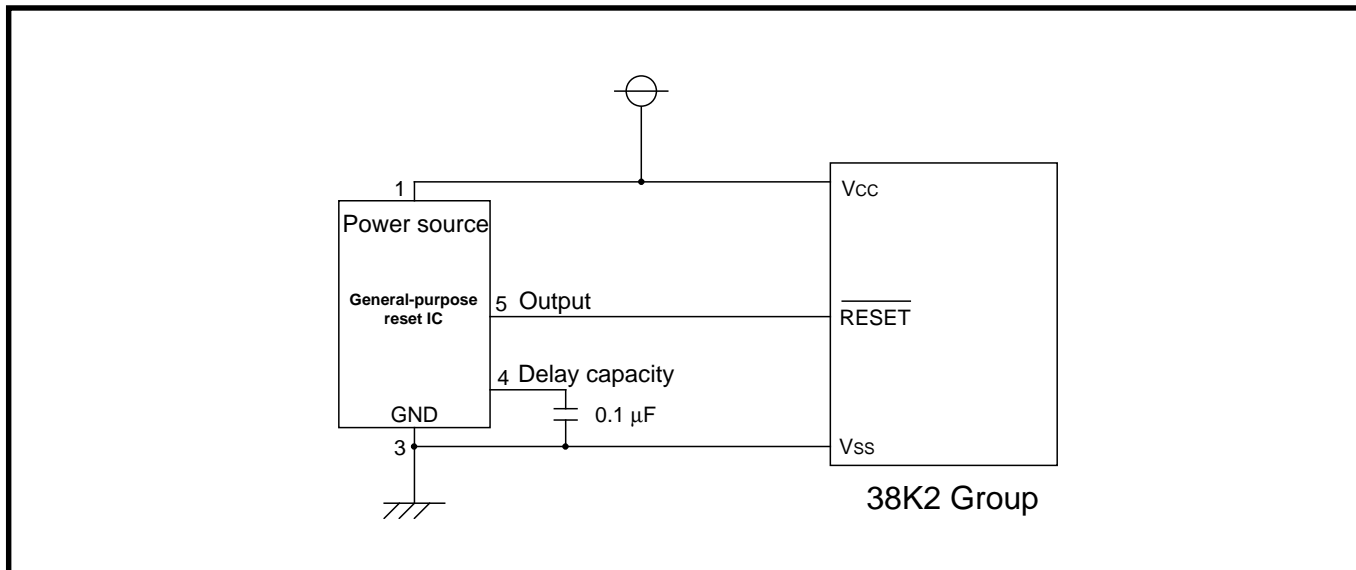 1
Vcc
Power source
General-purpose
reset IC
5 Output
RESET
4 Delay capacity
0.1 μF
GND
3
Vss
38K2 Group